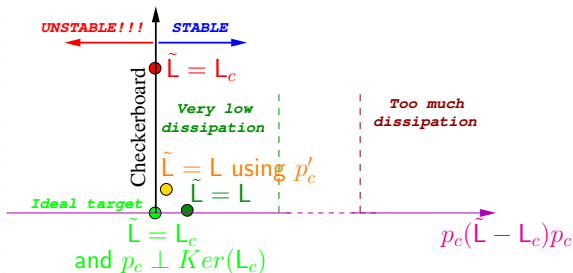 UNSTABLE!!! STABLE
L̃ = L_c
Checkerboard
Very low
dissipation
Too much
dissipation
L̃ = L using p'_c
L̃ = L
Ideal target
L̃ = L_c
and p_c ⊥ Ker(L_c)
p_c(L̃ − L_c)p_c